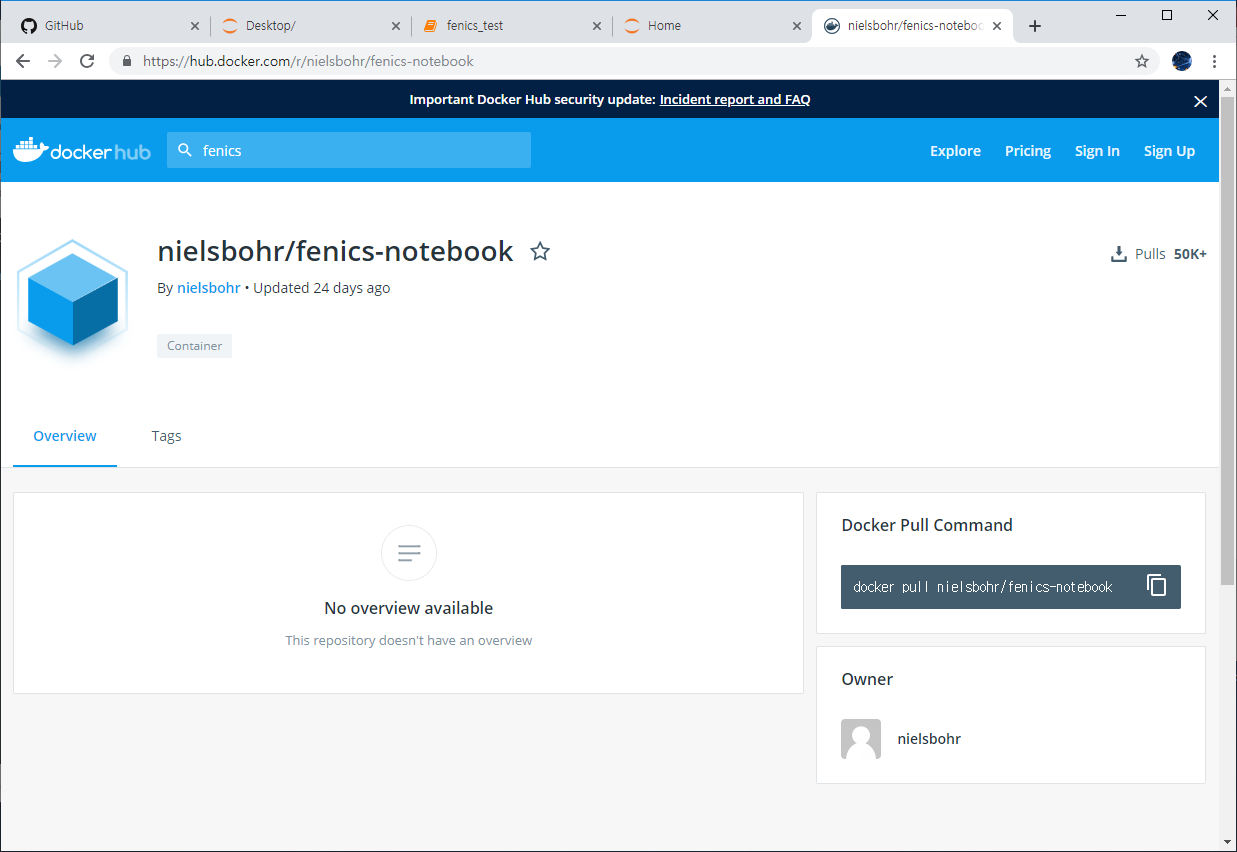 GitHub
Desktop/
fenics_test
Home
nielsbohr/fenics-noteboo
https://hub.docker.com/r/nielsbohr/fenics-notebook
Important Docker Hub security update: Incident report and FAQ
docker hub
fenics
Explore
Pricing
Sign In
Sign Up
nielsbohr/fenics-notebook
Pulls 50K+
By nielsbohr • Updated 24 days ago
Container
Overview
Tags
No overview available
This repository doesn't have an overview
Docker Pull Command
docker pull nielsbohr/fenics-notebook
Owner
nielsbohr